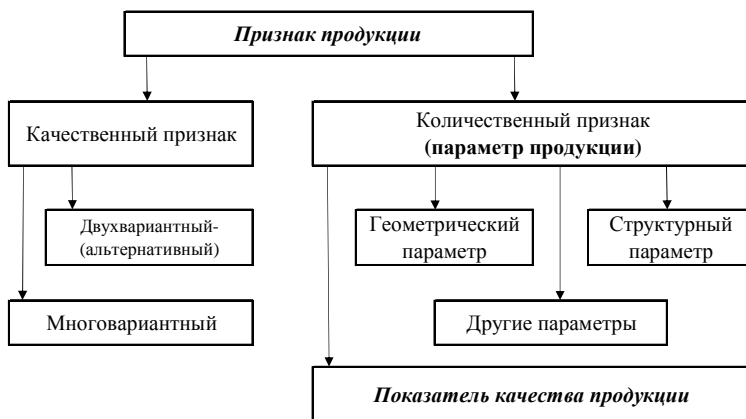 Признак продукции
Качественный признак
Количественный признак
(параметр продукции)
Двухвариантный-
(альтернативный)
Геометрический
параметр
Структурный
параметр
Многовариантный
Другие параметры
Показатель качества продукции